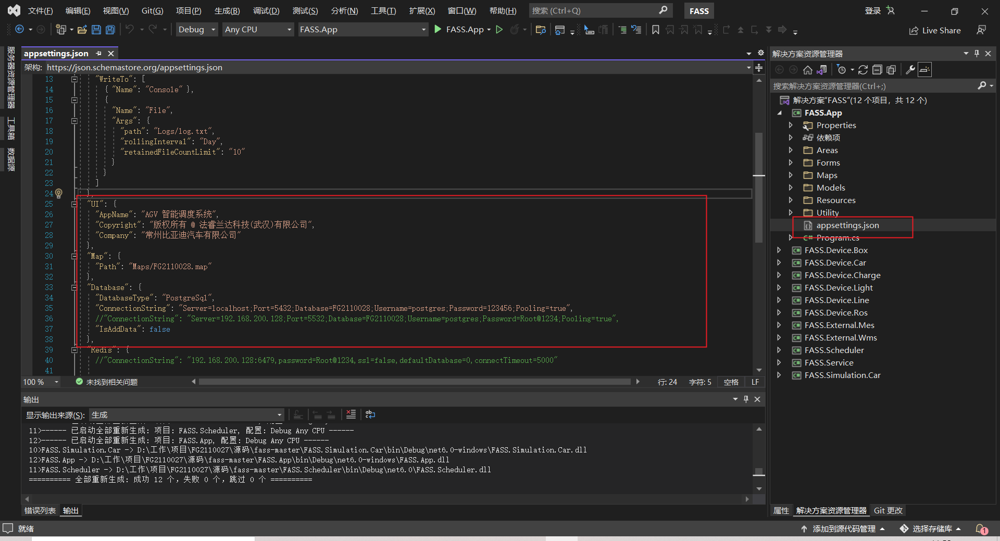 文件(F) 编辑(E) 视图(V) Git(G) 项目(P) 生成(B) 调试(D) 测试(S) 分析(N) 工具(T) 扩展(X) 窗口(W) 帮助(H) 搜索 (Ctrl+Q) FASS 登录
Debug Any CPU FASS.App FASS.App Live Share
服务器资源管理器
工具箱
数据源
appsettings.json
架构: https://json.schemastore.org/appsettings.json
13 "WriteTo": [
14 { "Name": "Console" },
15 {
16 "Name": "File",
17 "Args": {
18 "path": "Logs/log.txt",
19 "rollingInterval": "Day",
20 "retainedFileCountLimit": "10"
21 }
22 }
23 ]
24 },
25 "UI": {
26 "AppName": "AGV 智能调度系统",
27 "Copyright": "版权所有 @ 法睿兰达科技(武汉)有限公司",
28 "Company": "常州比亚迪汽车有限公司"
29 },
30 "Map": {
31 "Path": "Maps/FG2110028.map"
32 },
33 "Database": {
34 "DatabaseType": "PostgreSql",
35 "ConnectionString": "Server=localhost;Port=5432;Database=FG2110028;Username=postgres;Password=123456;Pooling=true",
36 //"ConnectionString": "Server=192.168.200.128;Port=5532;Database=FG2110028;Username=postgres;Password=Root@1234;Pooling=true",
37 "IsAddData": false
38 },
39 "Redis": {
40 //"ConnectionString": "192.168.200.128:6479,password=Root@1234,ssl=false,defaultDatabase=0,connectTimeout=5000"
41
100 % 未找到相关问题 行: 24 字符: 5 空格 LF
输出
显示输出来源(S): 生成
11>------ 已启动全部重新生成: 项目: FASS.Scheduler, 配置: Debug Any CPU ------
12>------ 已启动全部重新生成: 项目: FASS.App, 配置: Debug Any CPU ------
10>FASS.Simulation.Car -> D:\工作\项目\FG2110027\源码\fass-master\FASS.Simulation.Car\bin\Debug\net6.0-windows\FASS.Simulation.Car.dll
12>FASS.App -> D:\工作\项目\FG2110027\源码\fass-master\FASS.App\bin\Debug\net6.0-windows\FASS.App.dll
11>FASS.Scheduler -> D:\工作\项目\FG2110027\源码\fass-master\FASS.Scheduler\bin\Debug\net6.0\FASS.Scheduler.dll
========== 全部重新生成: 成功 12 个，失败 0 个，跳过 0 个 ==========
错误列表 输出
解决方案资源管理器
搜索解决方案资源管理器(Ctrl+;)
解决方案"FASS"(12 个项目，共 12 个)
FASS.App
Properties
依赖项
Areas
Forms
Maps
Models
Resources
Utility
appsettings.json
Program.cs
FASS.Device.Box
FASS.Device.Car
FASS.Device.Charge
FASS.Device.Light
FASS.Device.Line
FASS.Device.Ros
FASS.External.Mes
FASS.External.Wms
FASS.Scheduler
FASS.Service
FASS.Simulation.Car
属性 解决方案资源管理器 Git 更改
就绪 添加到源代码管理 选择存储库 1